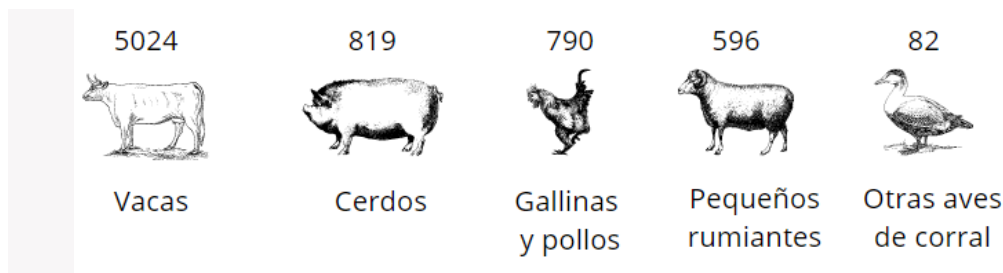 5024 819 790 596 82
Vacas Cerdos Gallinas y pollos Pequeños rumiantes Otras aves de corral